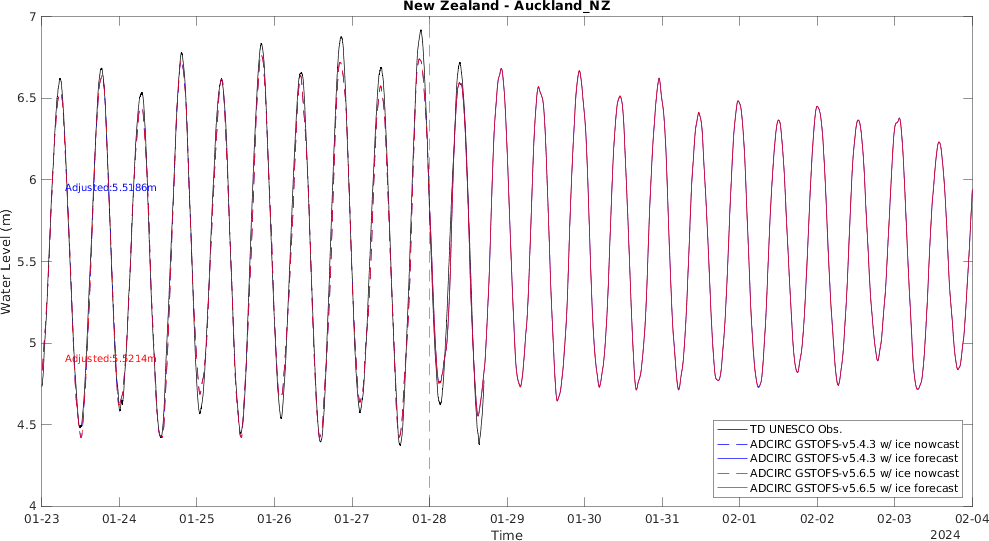 New Zealand - Auckland_NZ
7
6.5
6
5.5
5
4.5
4
Water Level (m)
Adjusted:5.5186m
Adjusted:5.5214m
TD UNESCO Obs.
ADCIRC GSTOFS-v5.4.3 w/ ice nowcast
ADCIRC GSTOFS-v5.4.3 w/ ice forecast
ADCIRC GSTOFS-v5.6.5 w/ ice nowcast
ADCIRC GSTOFS-v5.6.5 w/ ice forecast
01-23 01-24 01-25 01-26 01-27 01-28 01-29 01-30 01-31 02-01 02-02 02-03 02-04
Time
2024